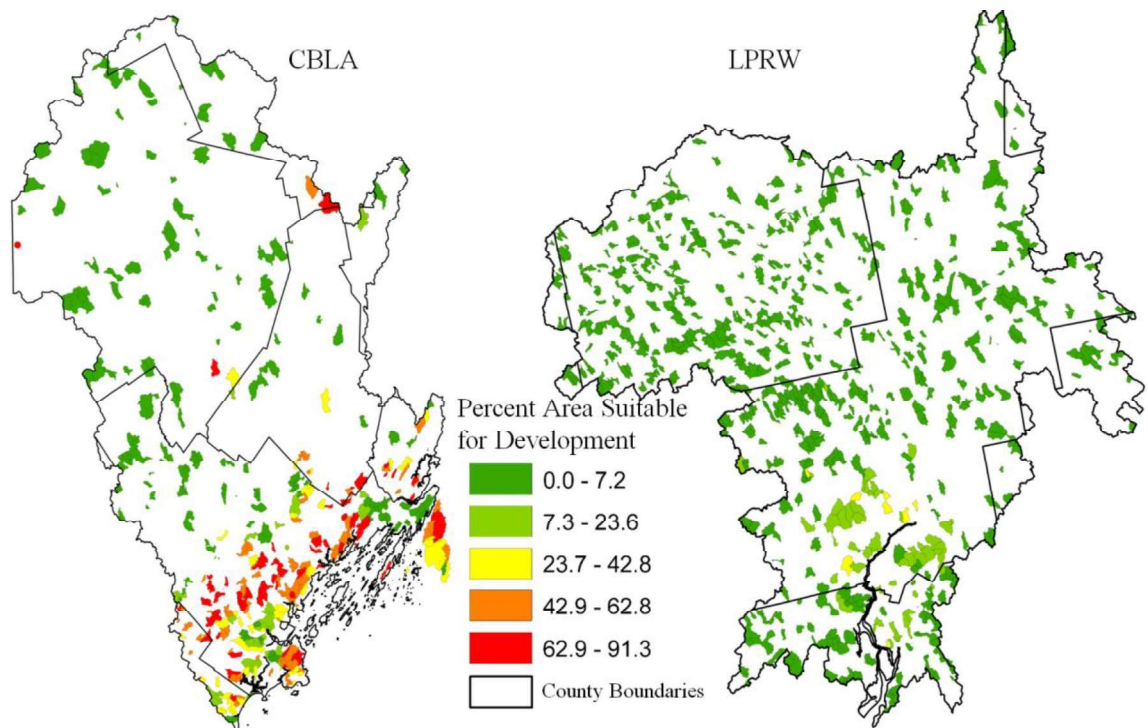 CBLA
LPRW
Percent Area Suitable
for Development
0.0 - 7.2
7.3 - 23.6
23.7 - 42.8
42.9 - 62.8
62.9 - 91.3
County Boundaries